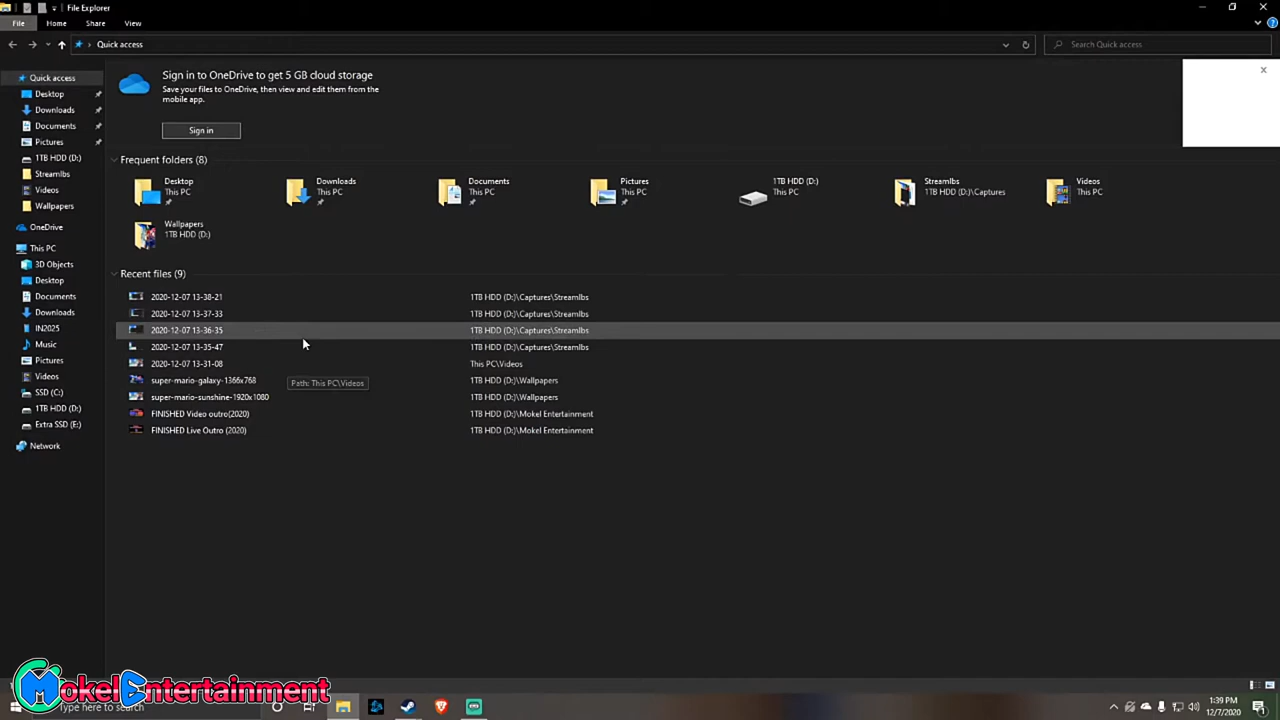 File Explorer
File Home Share View
Quick access
Search Quick access
Quick access
Desktop
Downloads
Documents
Pictures
1TB HDD (D:)
Streamlbs
Videos
Wallpapers
OneDrive
This PC
3D Objects
Desktop
Documents
Downloads
IN2025
Music
Pictures
Videos
SSD (C:)
1TB HDD (D:)
Extra SSD (E:)
Network
Sign in to OneDrive to get 5 GB cloud storage
Save your files to OneDrive, then view and edit them from the
mobile app.
Sign in
Frequent folders (8)
Desktop
This PC
Downloads
This PC
Documents
This PC
Pictures
This PC
1TB HDD (D:)
This PC
Streamlbs
1TB HDD (D:)\Captures
Videos
This PC
Wallpapers
1TB HDD (D:)
Recent files (9)
2020-12-07 13-38-21 1TB HDD (D:)\Captures\Streamlbs
2020-12-07 13-37-33 1TB HDD (D:)\Captures\Streamlbs
2020-12-07 13-36-35 1TB HDD (D:)\Captures\Streamlbs
2020-12-07 13-35-47 1TB HDD (D:)\Captures\Streamlbs
2020-12-07 13-31-08 This PC\Videos
super-mario-galaxy-1366x768 1TB HDD (D:)\Wallpapers
Path: This PC\Videos
super-mario-sunshine-1920x1080 1TB HDD (D:)\Wallpapers
FINISHED Video outro(2020) 1TB HDD (D:)\Mokel Entertainment
FINISHED Live Outro (2020) 1TB HDD (D:)\Mokel Entertainment
MokelEntertainment
Type here to search
1:39 PM
12/7/2020